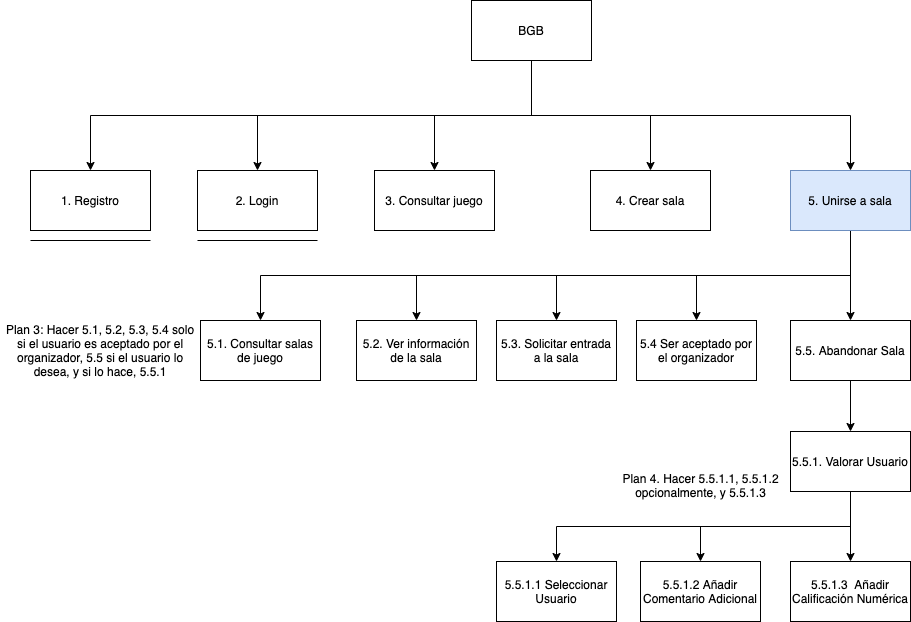 BGB
1. Registro
2. Login
3. Consultar juego
4. Crear sala
5. Unirse a sala
Plan 3: Hacer 5.1, 5.2, 5.3, 5.4 solo
si el usuario es aceptado por el
organizador, 5.5 si el usuario lo
desea, y si lo hace, 5.5.1
5.1. Consultar salas
de juego
5.2. Ver información
de la sala
5.3. Solicitar entrada
a la sala
5.4 Ser aceptado por
el organizador
5.5. Abandonar Sala
5.5.1. Valorar Usuario
Plan 4. Hacer 5.5.1.1, 5.5.1.2
opcionalmente, y 5.5.1.3
5.5.1.1 Seleccionar
Usuario
5.5.1.2 Añadir
Comentario Adicional
5.5.1.3 Añadir
Calificación Numérica